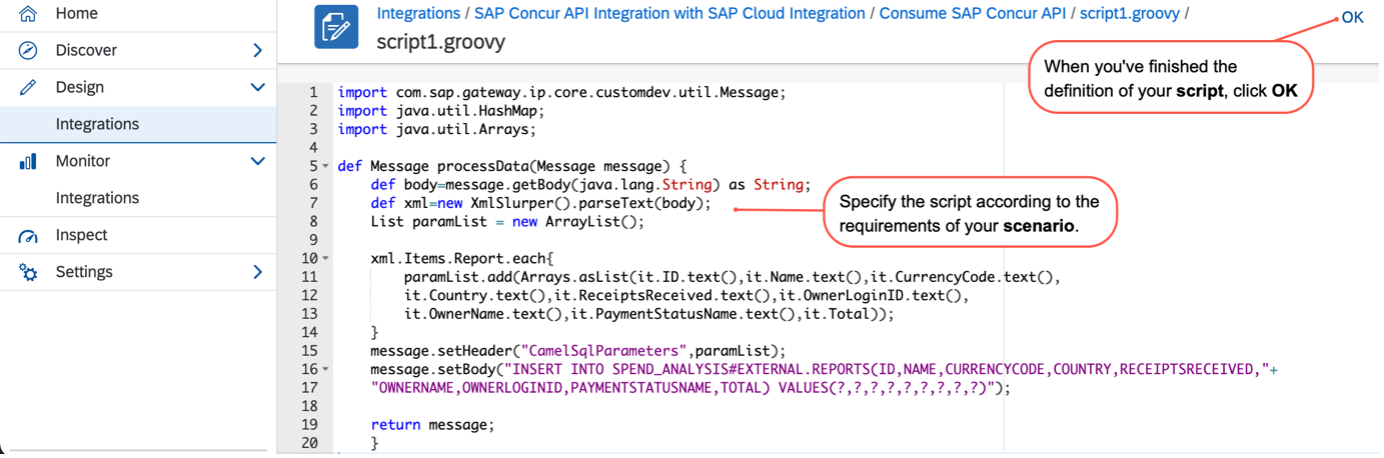 Home
Discover
Design
Integrations
Monitor
Integrations
Inspect
Settings
Integrations / SAP Concur API Integration with SAP Cloud Integration / Consume SAP Concur API / script1.groovy /
script1.groovy
OK
When you've finished the
definition of your script, click OK
1 import com.sap.gateway.ip.core.customdev.util.Message;
2 import java.util.HashMap;
3 import java.util.Arrays;
4
5 def Message processData(Message message) {
6 def body=message.getBody(java.lang.String) as String;
7 def xml=new XmlSlurper().parseText(body);
8 List paramList = new ArrayList();
9
10 xml.Items.Report.each{
11 paramList.add(Arrays.asList(it.ID.text(),it.Name.text(),it.CurrencyCode.text(),
12 it.Country.text(),it.ReceiptsReceived.text(),it.OwnerLoginID.text(),
13 it.OwnerName.text(),it.PaymentStatusName.text(),it.Total));
14 }
15 message.setHeader("CamelSqlParameters",paramList);
16 message.setBody("INSERT INTO SPEND_ANALYSIS#EXTERNAL.REPORTS(ID,NAME,CURRENCYCODE,COUNTRY,RECEIPTSRECEIVED,"+
17 "OWNERNAME,OWNERLOGINID,PAYMENTSTATUSNAME,TOTAL) VALUES(?,?,?,?,?,?,?,?,?)");
18
19 return message;
20 }
Specify the script according to the
requirements of your scenario.